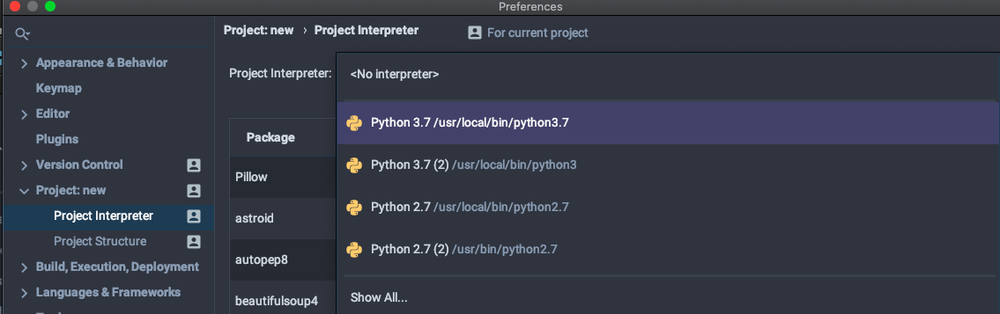 Preferences
Project: new › Project Interpreter
For current project
Appearance & Behavior
Keymap
Editor
Plugins
Version Control
Project: new
Project Interpreter
Project Structure
Build, Execution, Deployment
Languages & Frameworks
Project Interpreter:
<No interpreter>
Python 3.7 /usr/local/bin/python3.7
Python 3.7 (2) /usr/local/bin/python3
Python 2.7 /usr/local/bin/python2.7
Python 2.7 (2) /usr/bin/python2.7
Show All...
Package
Pillow
astroid
autopep8
beautifulsoup4